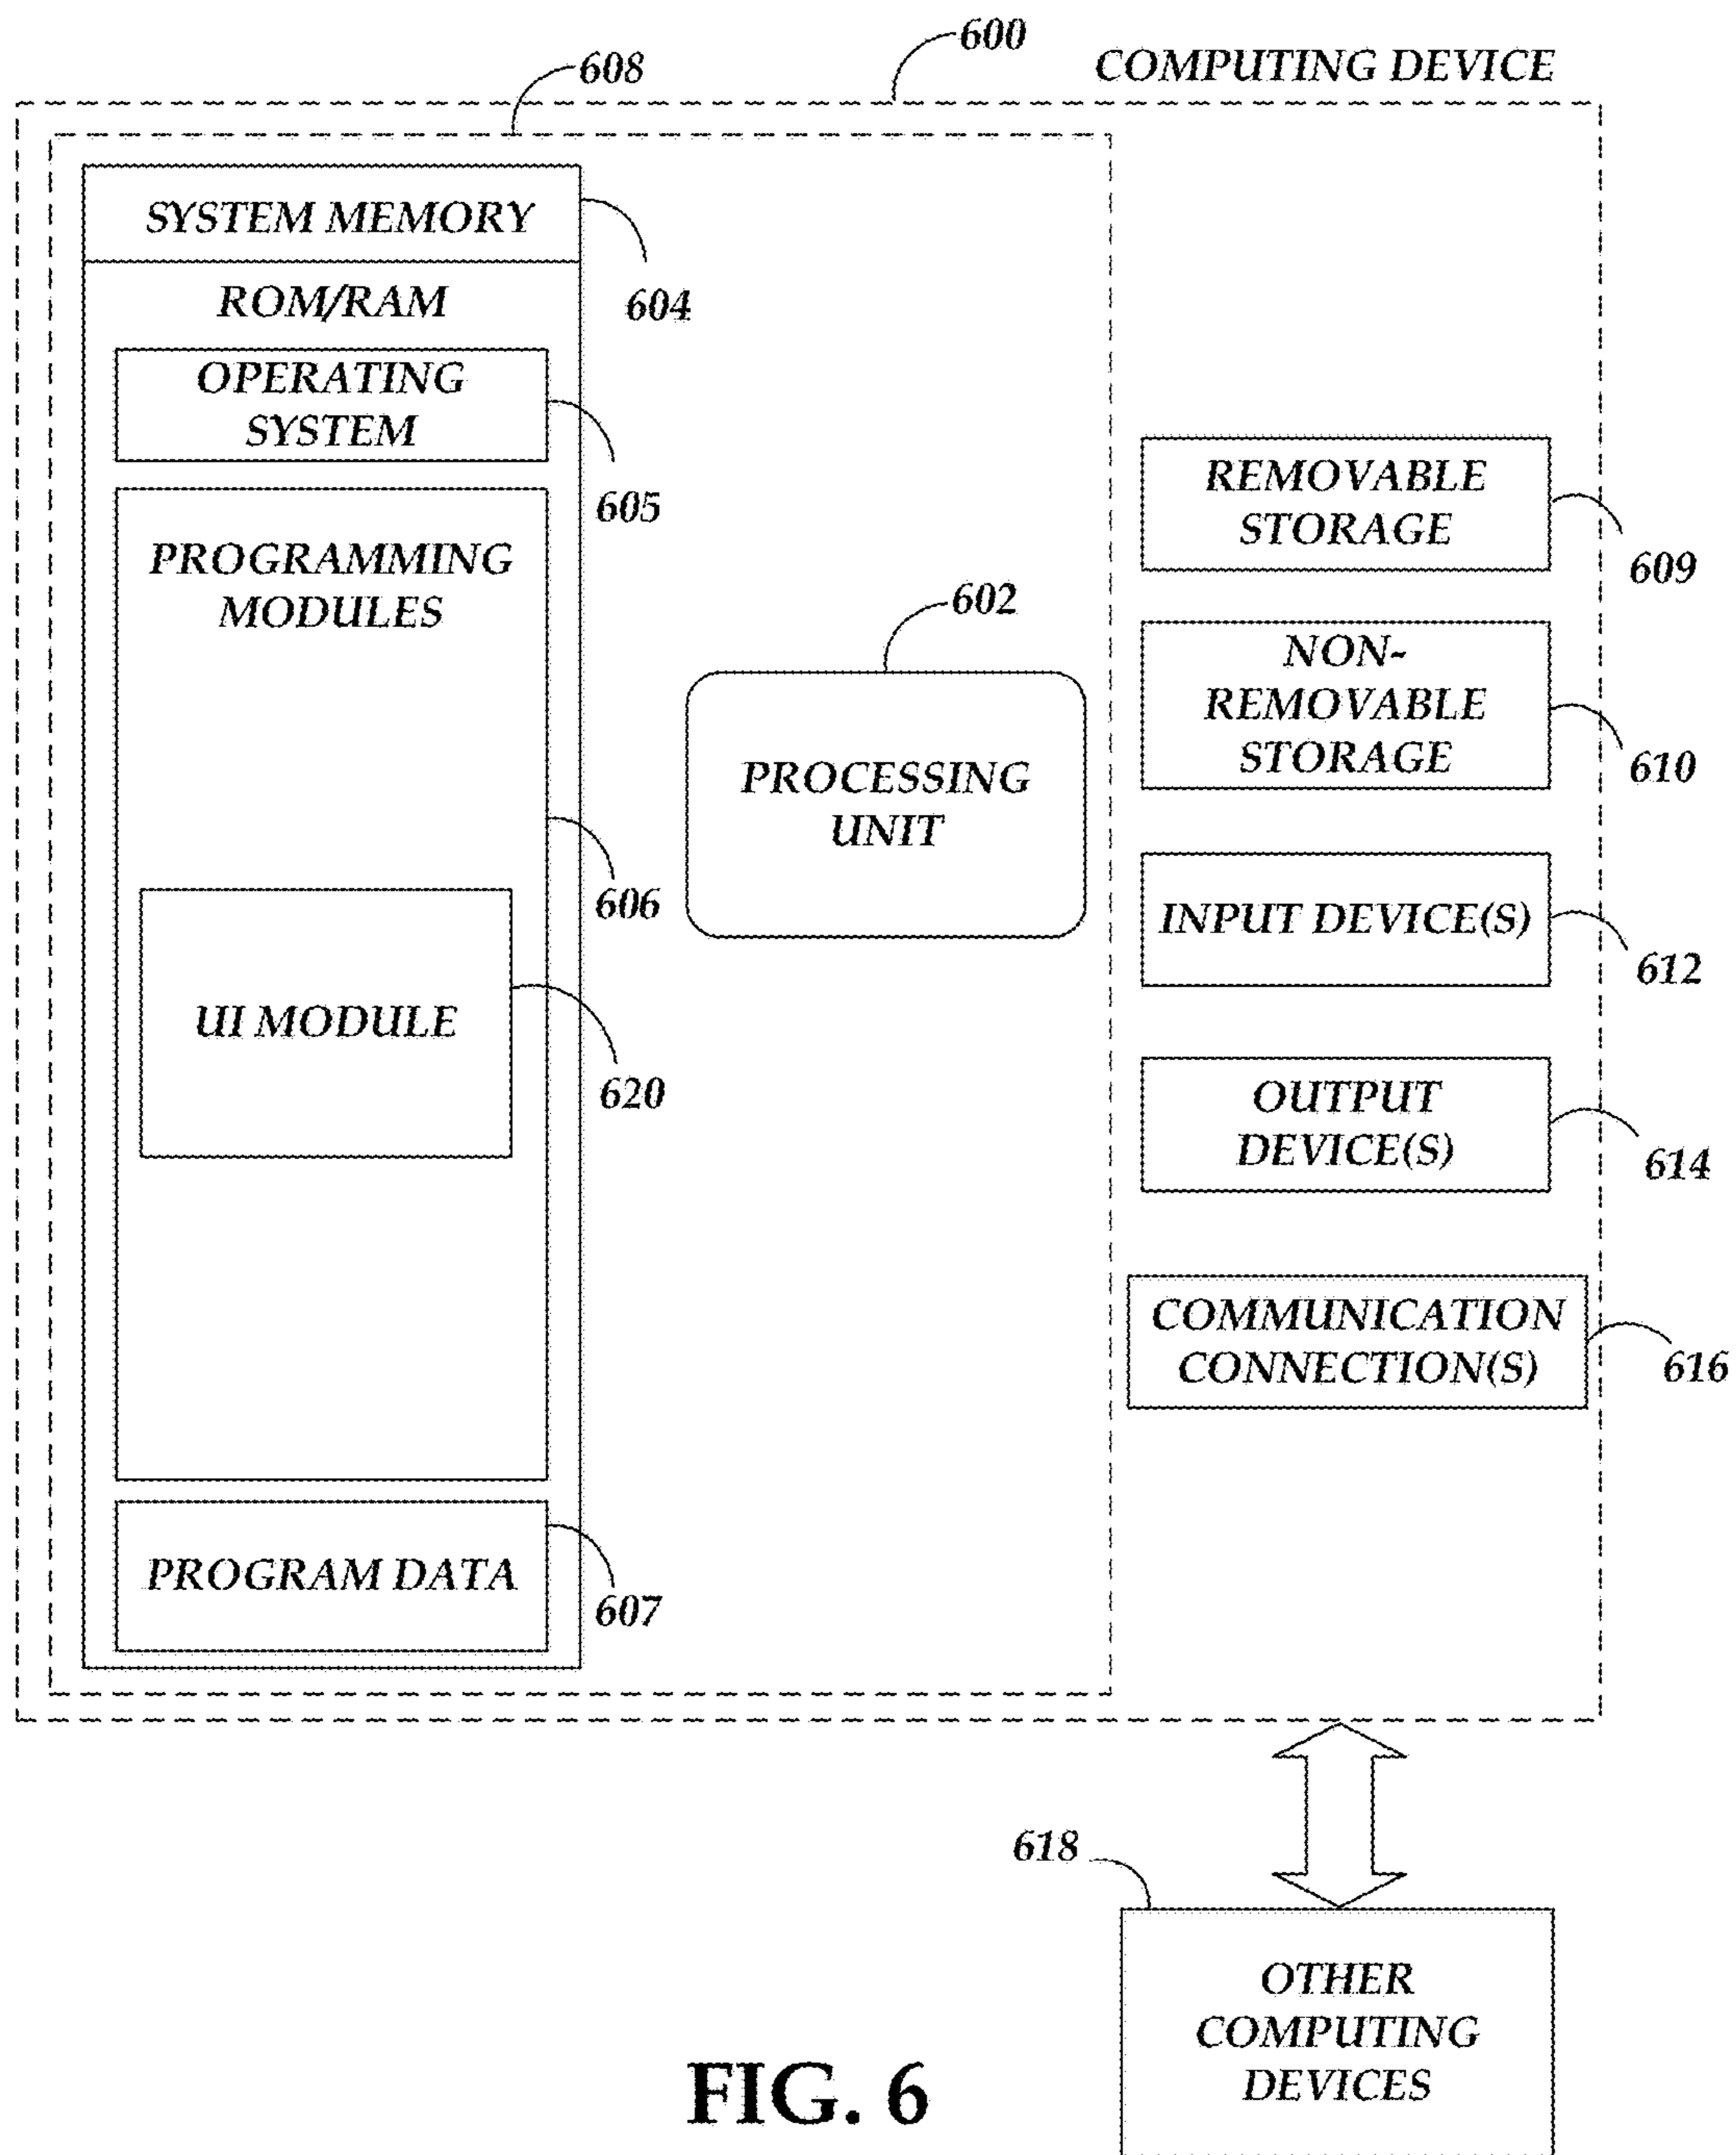 600
COMPUTING DEVICE
608
SYSTEM MEMORY
604
ROM/RAM
OPERATING
SYSTEM
605
PROGRAMMING
MODULES
606
UI MODULE
620
PROGRAM DATA
607
602
PROCESSING
UNIT
REMOVABLE
STORAGE
609
NON-
REMOVABLE
STORAGE
610
INPUT DEVICE(S)
612
OUTPUT
DEVICE(S)
614
COMMUNICATION
CONNECTION(S)
616
618
OTHER
COMPUTING
DEVICES
FIG. 6